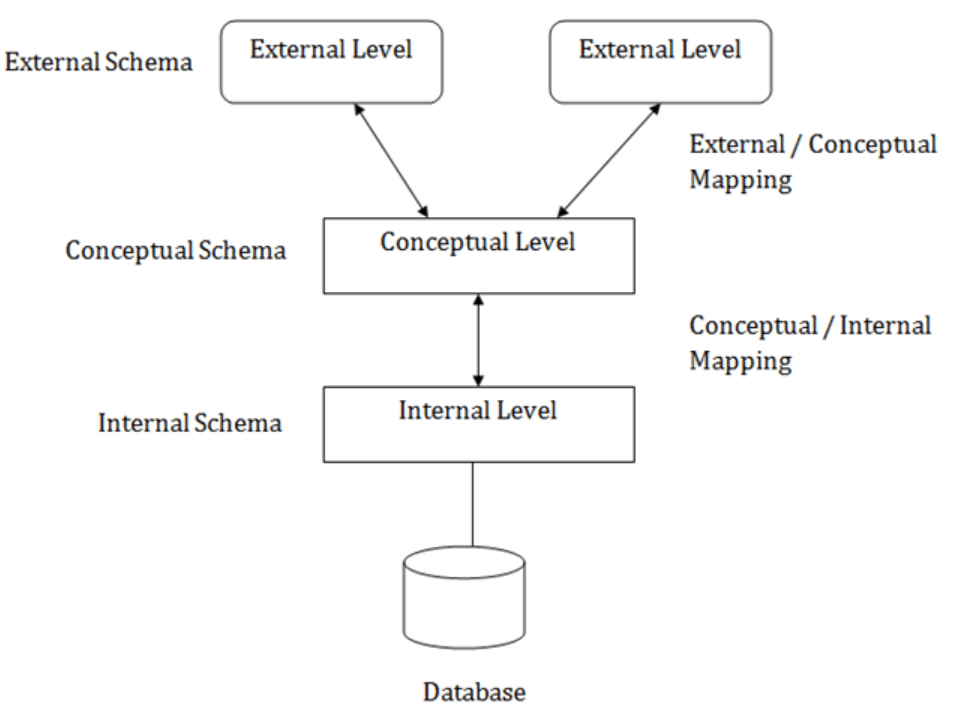 External Schema
External Level
External Level
External / Conceptual
Mapping
Conceptual Schema
Conceptual Level
Conceptual / Internal
Mapping
Internal Schema
Internal Level
Database